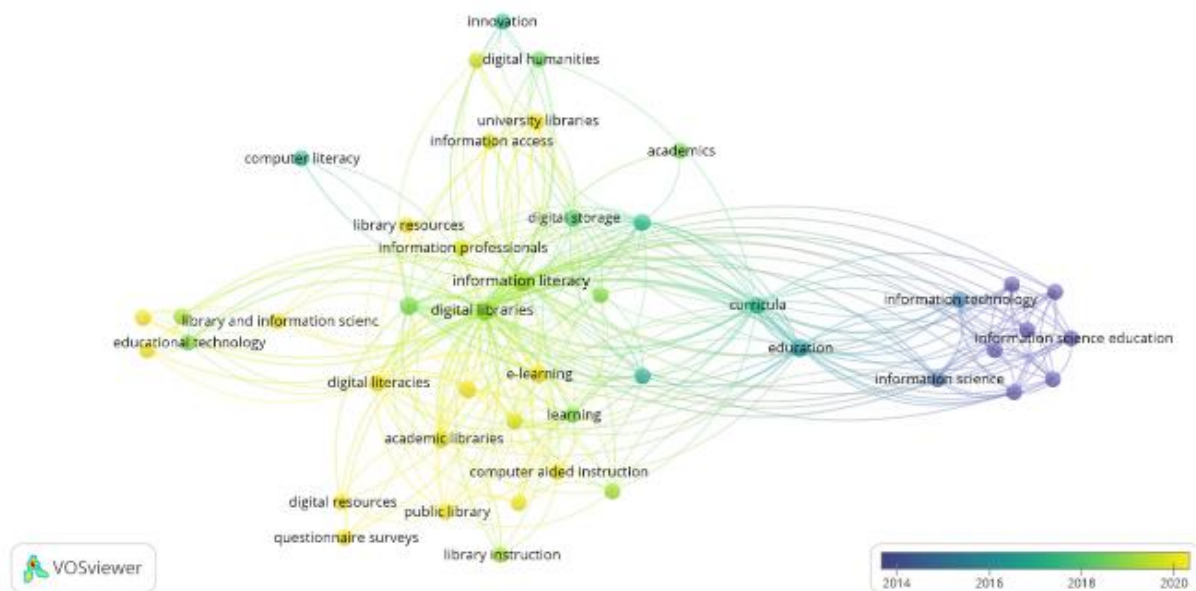 innovation
digital humanities
university libraries
information access
academics
computer literacy
digital storage
library resources
information professionals
information literacy
information technology
curricula
digital libraries
library and information scienc
information science education
educational technology
education
e-learning
information science
digital literacies
learning
academic libraries
computer aided instruction
digital resources
public library
questionnaire surveys
library instruction
VOSviewer
2014 2016 2018 2020